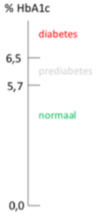 % HbA1c
diabetes
6,5
prediabetes
5,7
normaal
0,0